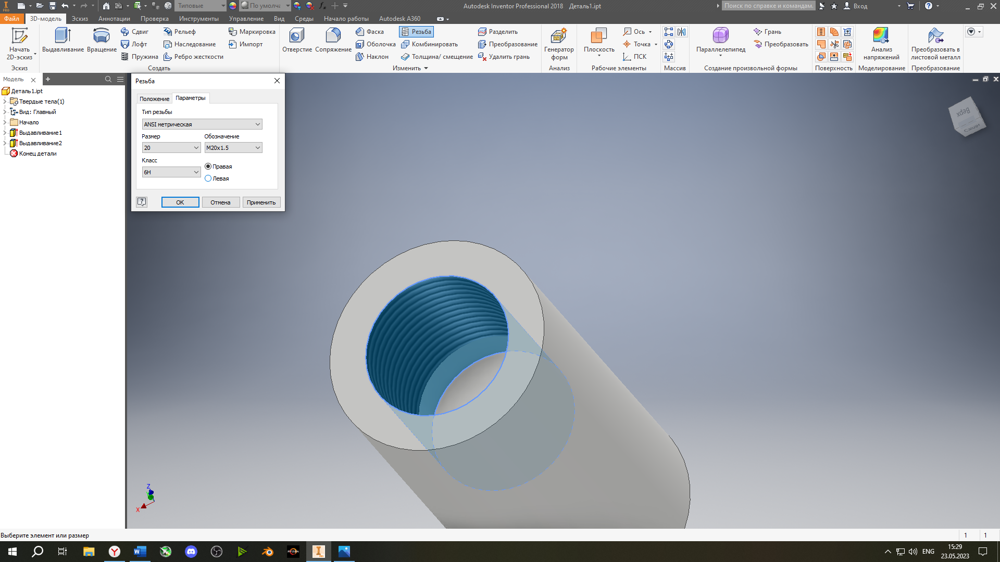 PRO
Типовые
По умолча
fx
Autodesk Inventor Professional 2018 Деталь1.ipt
Поиск по справке и командам.
Вход
Файл 3D-модель Эскиз Аннотации Проверка Инструменты Управление Вид Среды Начало работы Autodesk A360
Начать 2D-эскиз
Эскиз
Выдавливание
Вращение
Сдвиг
Лофт
Пружина
Рельеф
Наследование
Ребро жесткости
Маркировка
Импорт
Создать
Отверстие
Сопряжение
Фаска
Оболочка
Наклон
Резьба
Комбинировать
Толщина/ смещение
Разделить
Преобразование
Удалить грань
Изменить
Генератор форм
Анализ
Плоскость
Ось
Точка
ПСК
Рабочие элементы
Массив
Параллелепипед
Грань
Преобразовать
Создание произвольной формы
Поверхность
Анализ напряжений
Моделирование
Преобразовать в листовой металл
Преобразование
Модель
Деталь1.ipt
Твердые тела(1)
Вид: Главный
Начало
Выдавливание1
Выдавливание2
Конец детали
Резьба
Положение Параметры
Тип резьбы
ANSI метрическая
Размер Обозначение
20 M20x1.5
Класс
6H
Правая
Левая
?
ОК Отмена Применить
Верх
Сзади
Z
X
Выберите элемент или размер
1 1
ENG
15:29
23.05.2023